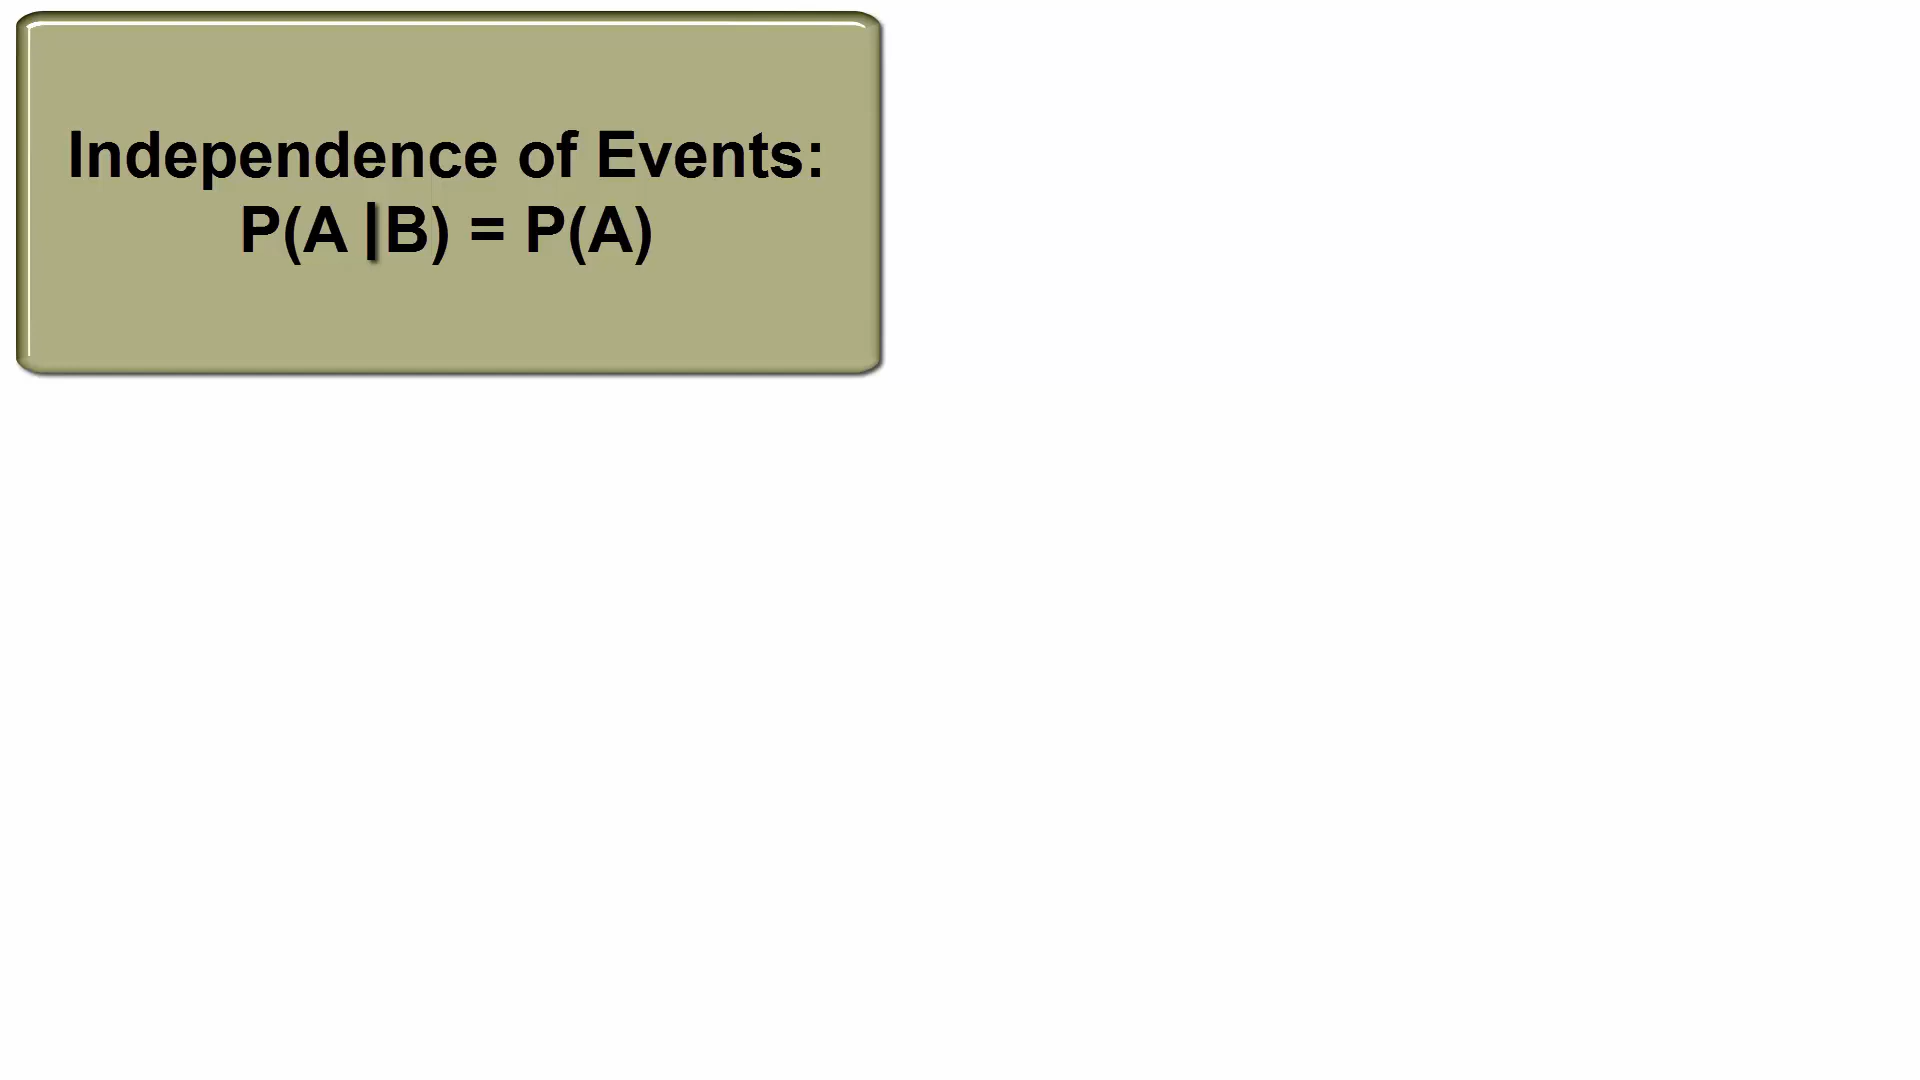 Independence of Events:
P(A |B) = P(A)